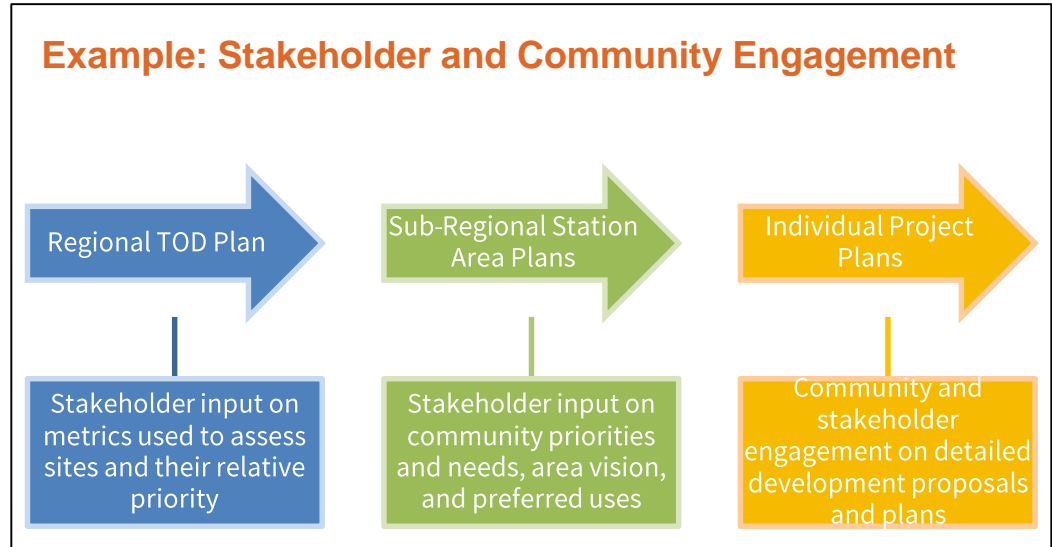 Example: Stakeholder and Community Engagement
Regional TOD Plan
Sub-Regional Station
Area Plans
Individual Project
Plans
Stakeholder input on
metrics used to assess
sites and their relative
priority
Stakeholder input on
community priorities
and needs, area vision,
and preferred uses
Community and
stakeholder
engagement on detailed
development proposals
and plans